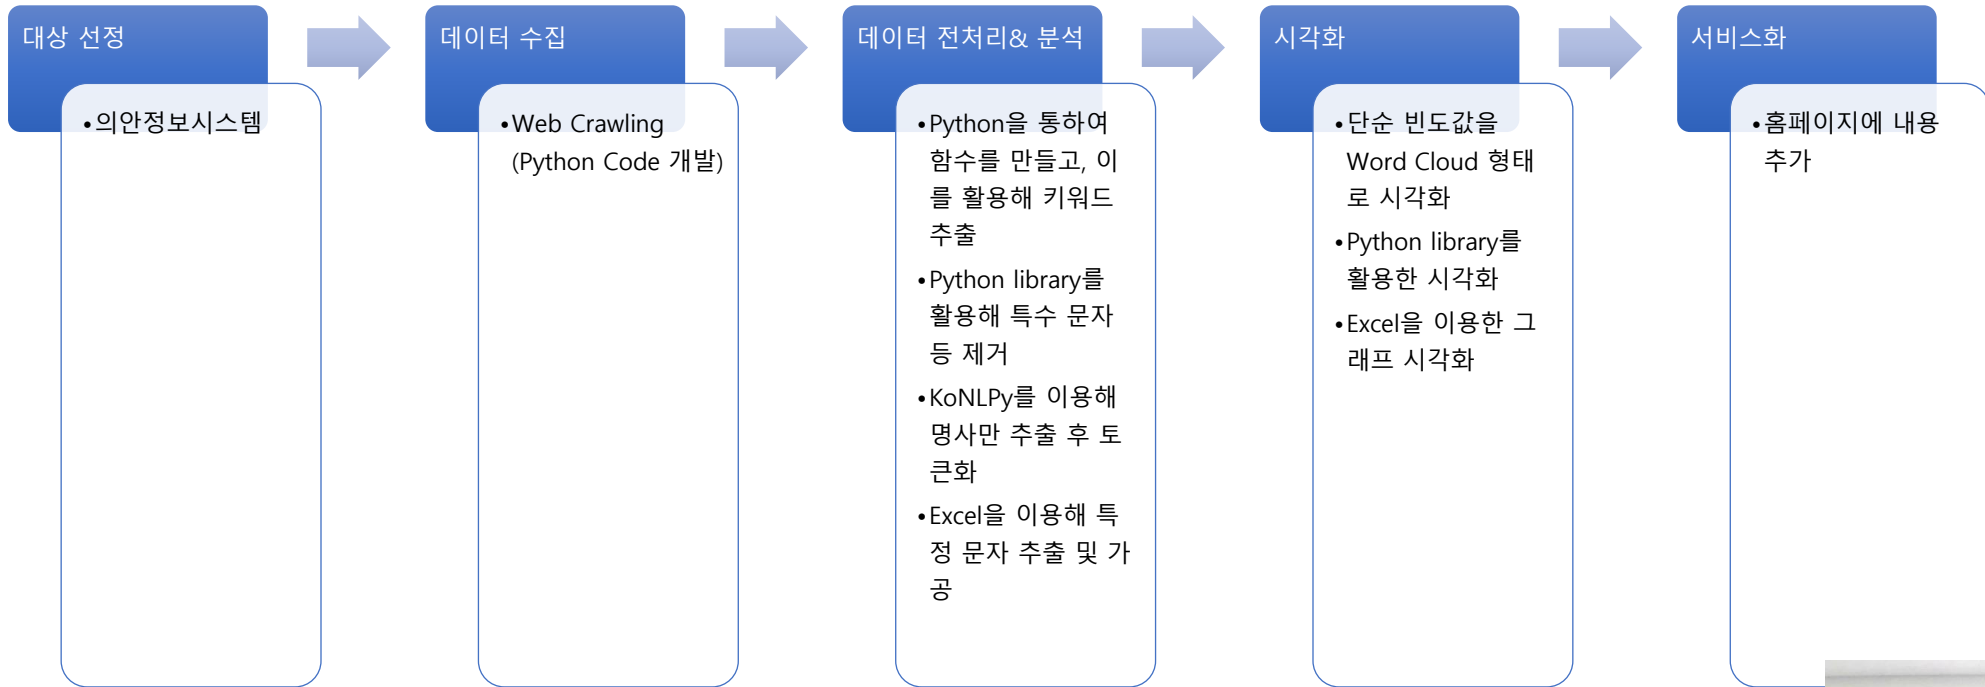 대상 선정
•의안정보시스템
데이터 수집
•Web Crawling
(Python Code 개발)
데이터 전처리& 분석
•Python을 통하여
함수를 만들고, 이
를 활용해 키워드
추출
•Python library를
활용해 특수 문자
등 제거
•KoNLPy를 이용해
명사만 추출 후 토
큰화
•Excel을 이용해 특
정 문자 추출 및 가
공
시각화
•단순 빈도값을
Word Cloud 형태
로 시각화
•Python library를
활용한 시각화
•Excel을 이용한 그
래프 시각화
서비스화
•홈페이지에 내용
추가